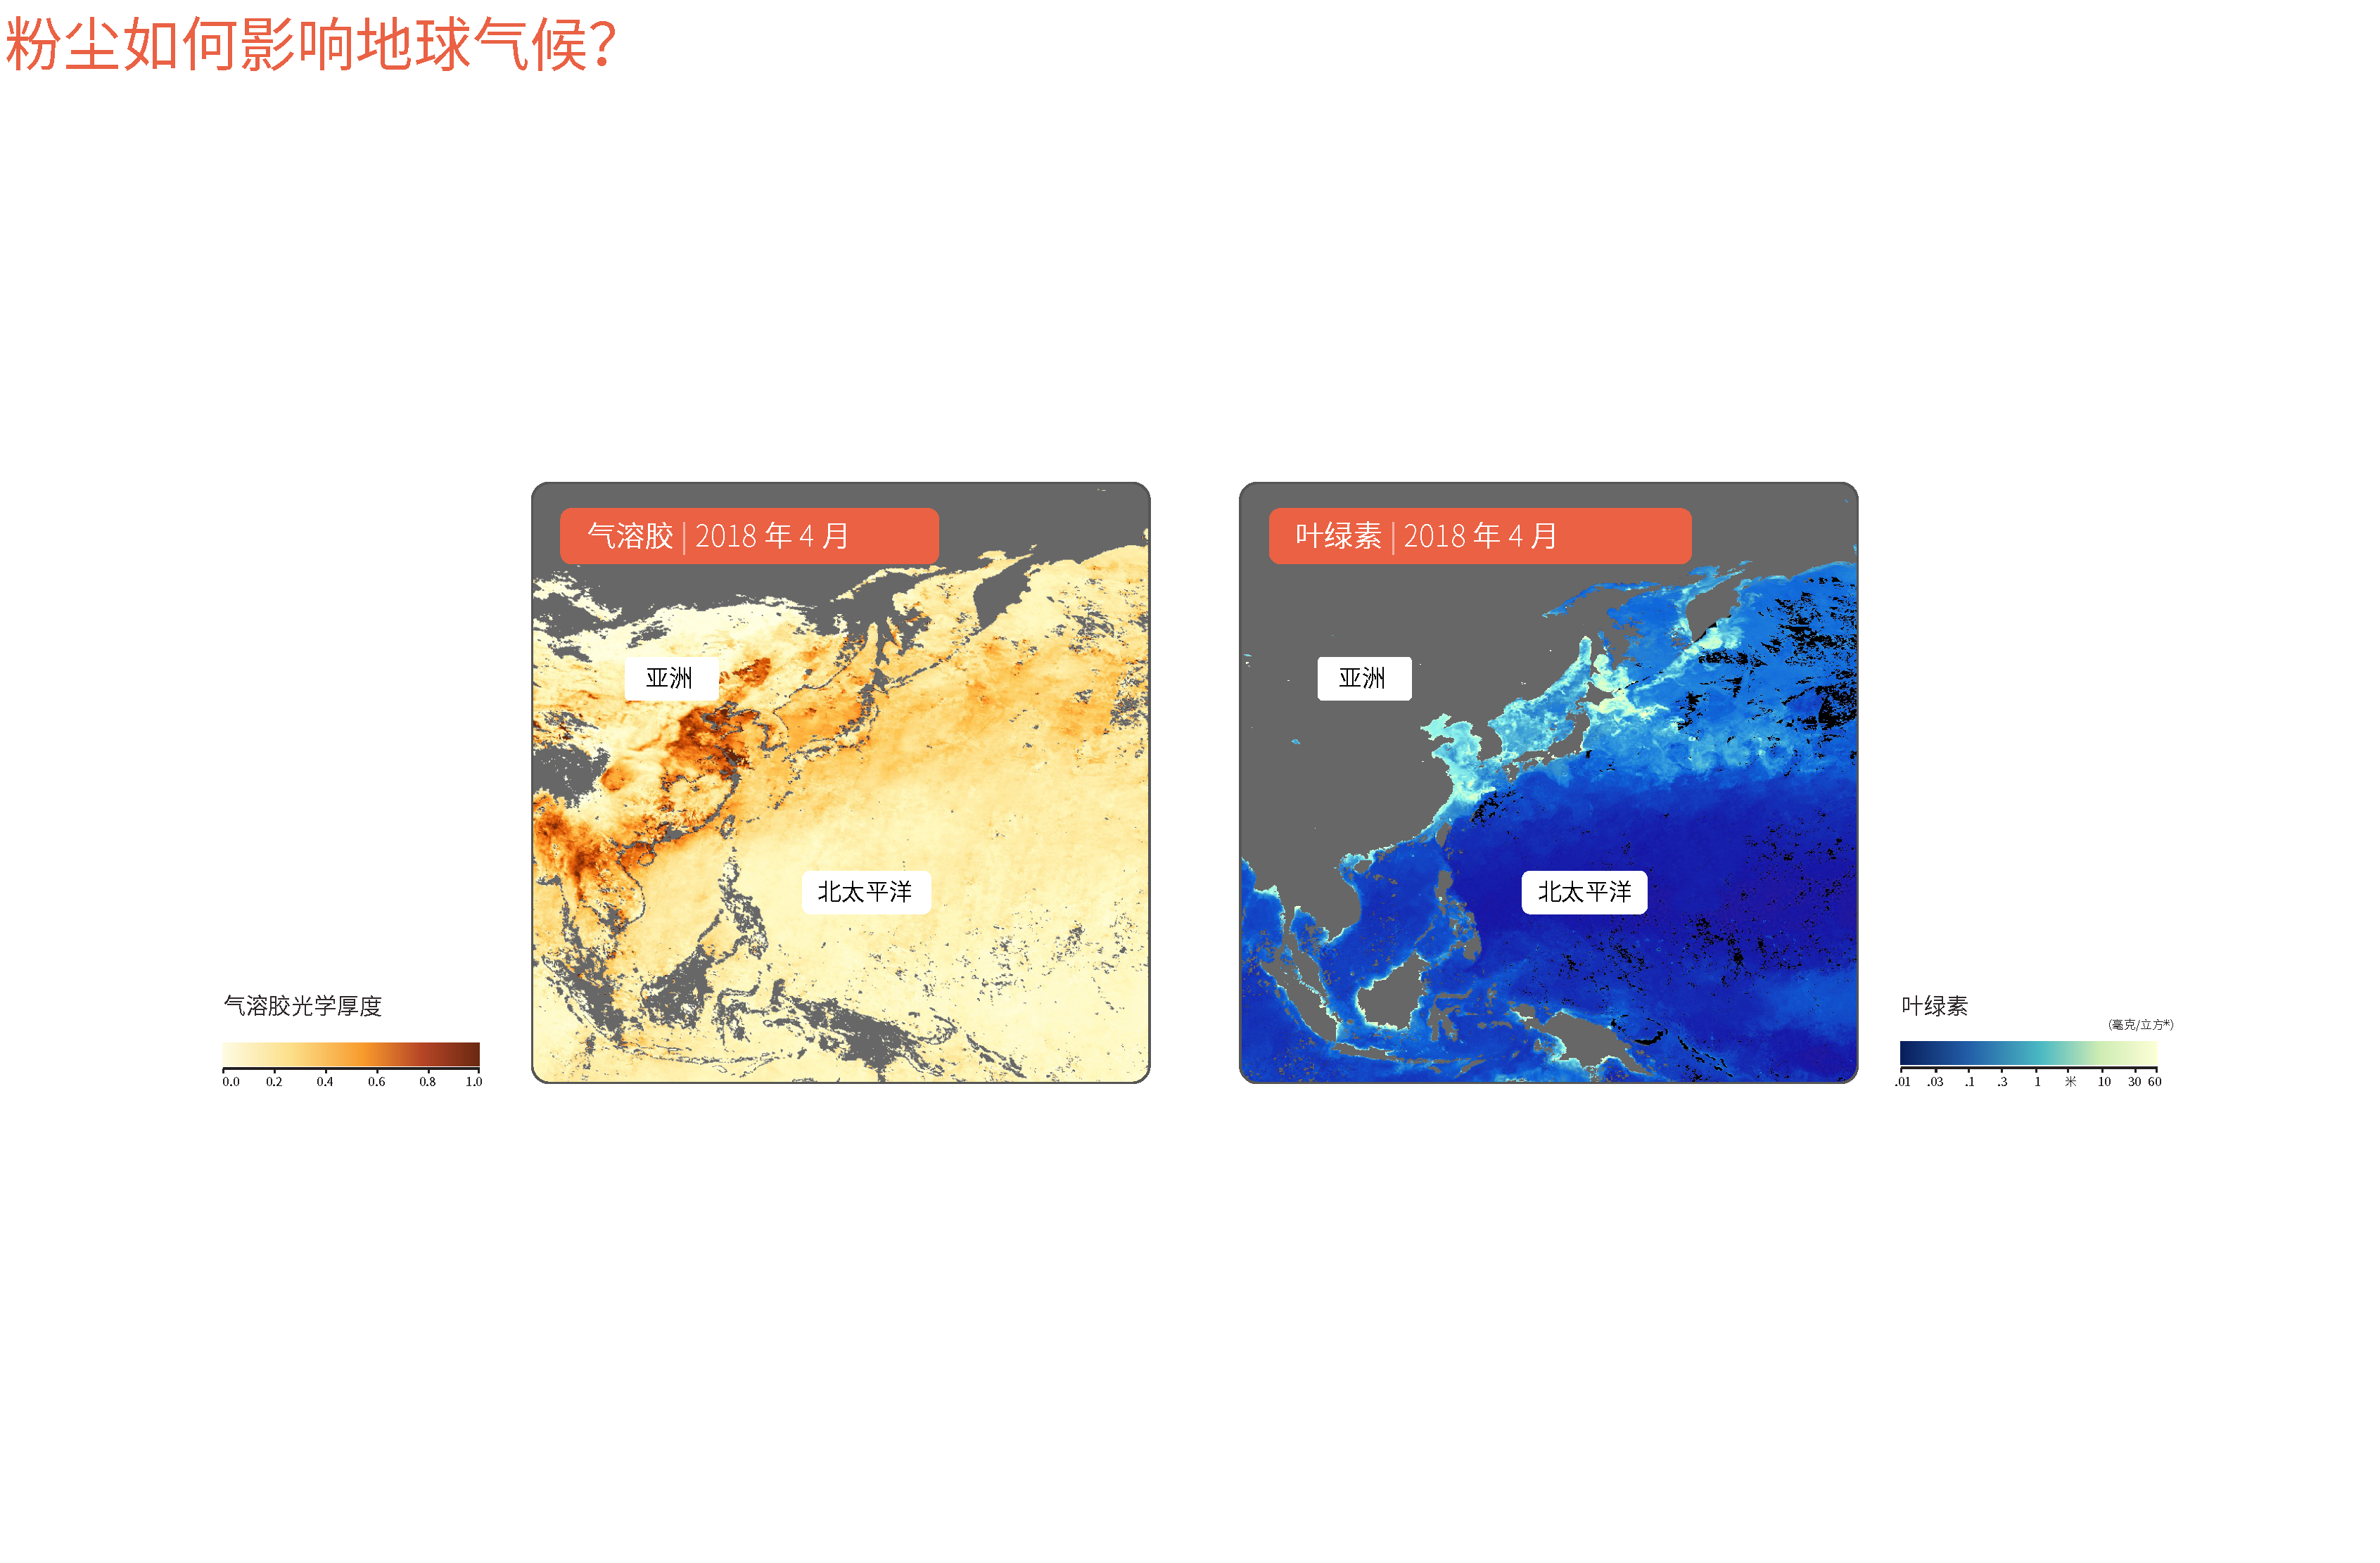 粉尘如何影响地球气候?
气溶胶 | 2018 年 4 月
亚洲
北太平洋
气溶胶光学厚度
0.0 0.2 0.4 0.6 0.8 1.0
叶绿素 | 2018 年 4 月
亚洲
北太平洋
叶绿素
(毫克/立方*)
.01 .03 .1 .3 1 米 10 30 60